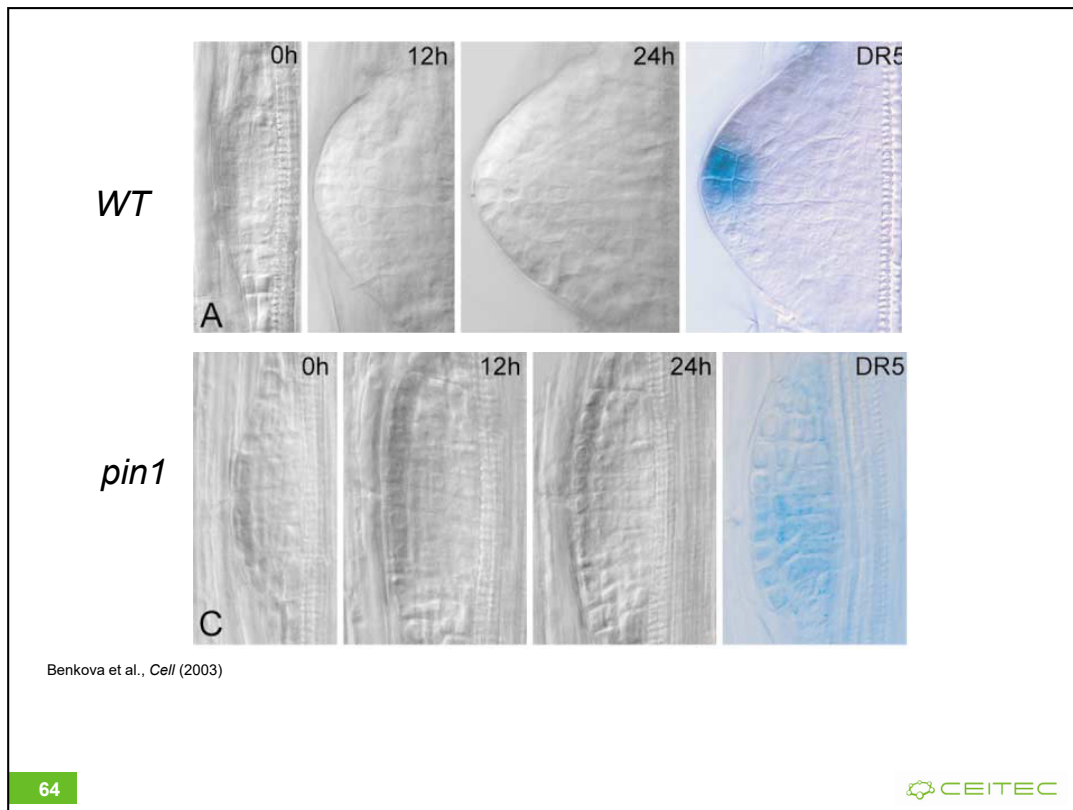 0h 12h 24h DR5
WT
A
0h 12h 24h DR5
pin1
C
Benkova et al., Cell (2003)
64
CEITEC